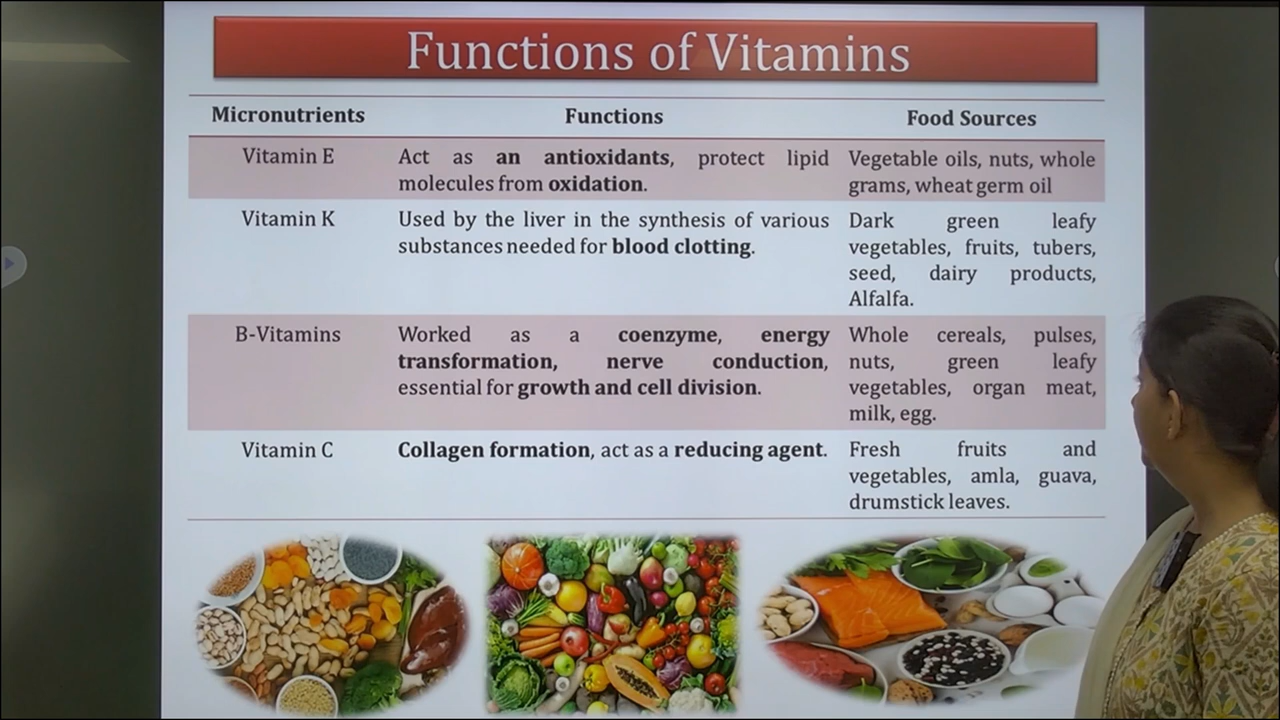 Functions of Vitamins
Micronutrients Functions Food Sources
Vitamin E Act as an antioxidants, protect lipid Vegetable oils, nuts, whole
molecules from oxidation. grams, wheat germ oil
Vitamin K Used by the liver in the synthesis of various Dark green leafy
substances needed for blood clotting. vegetables, fruits, tubers,
seed, dairy products,
Alfalfa.
B-Vitamins Worked as a coenzyme, energy Whole cereals, pulses,
transformation, nerve conduction, nuts, green leafy
essential for growth and cell division. vegetables, organ meat,
milk, egg.
Vitamin C Collagen formation, act as a reducing agent. Fresh fruits and
vegetables, amla, guava,
drumstick leaves.